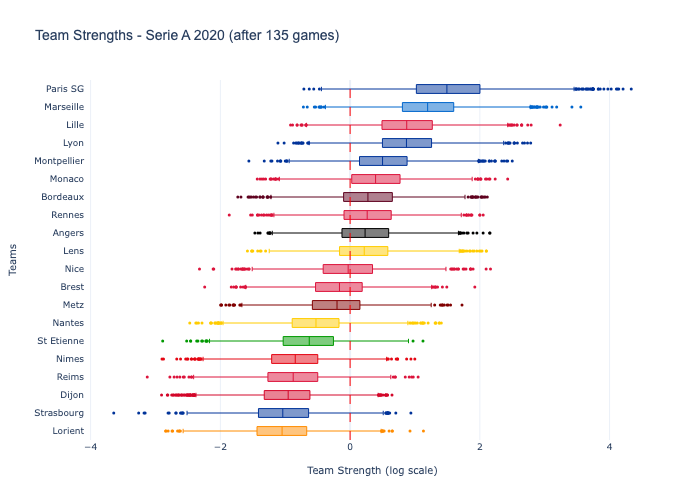 Team Strengths - Serie A 2020 (after 135 games)
Paris SG
Marseille
Lille
Lyon
Montpellier
Monaco
Bordeaux
Rennes
Angers
Lens
Nice
Brest
Metz
Nantes
St Etienne
Nimes
Reims
Dijon
Strasbourg
Lorient
Teams
−4 −2 0 2 4
Team Strength (log scale)